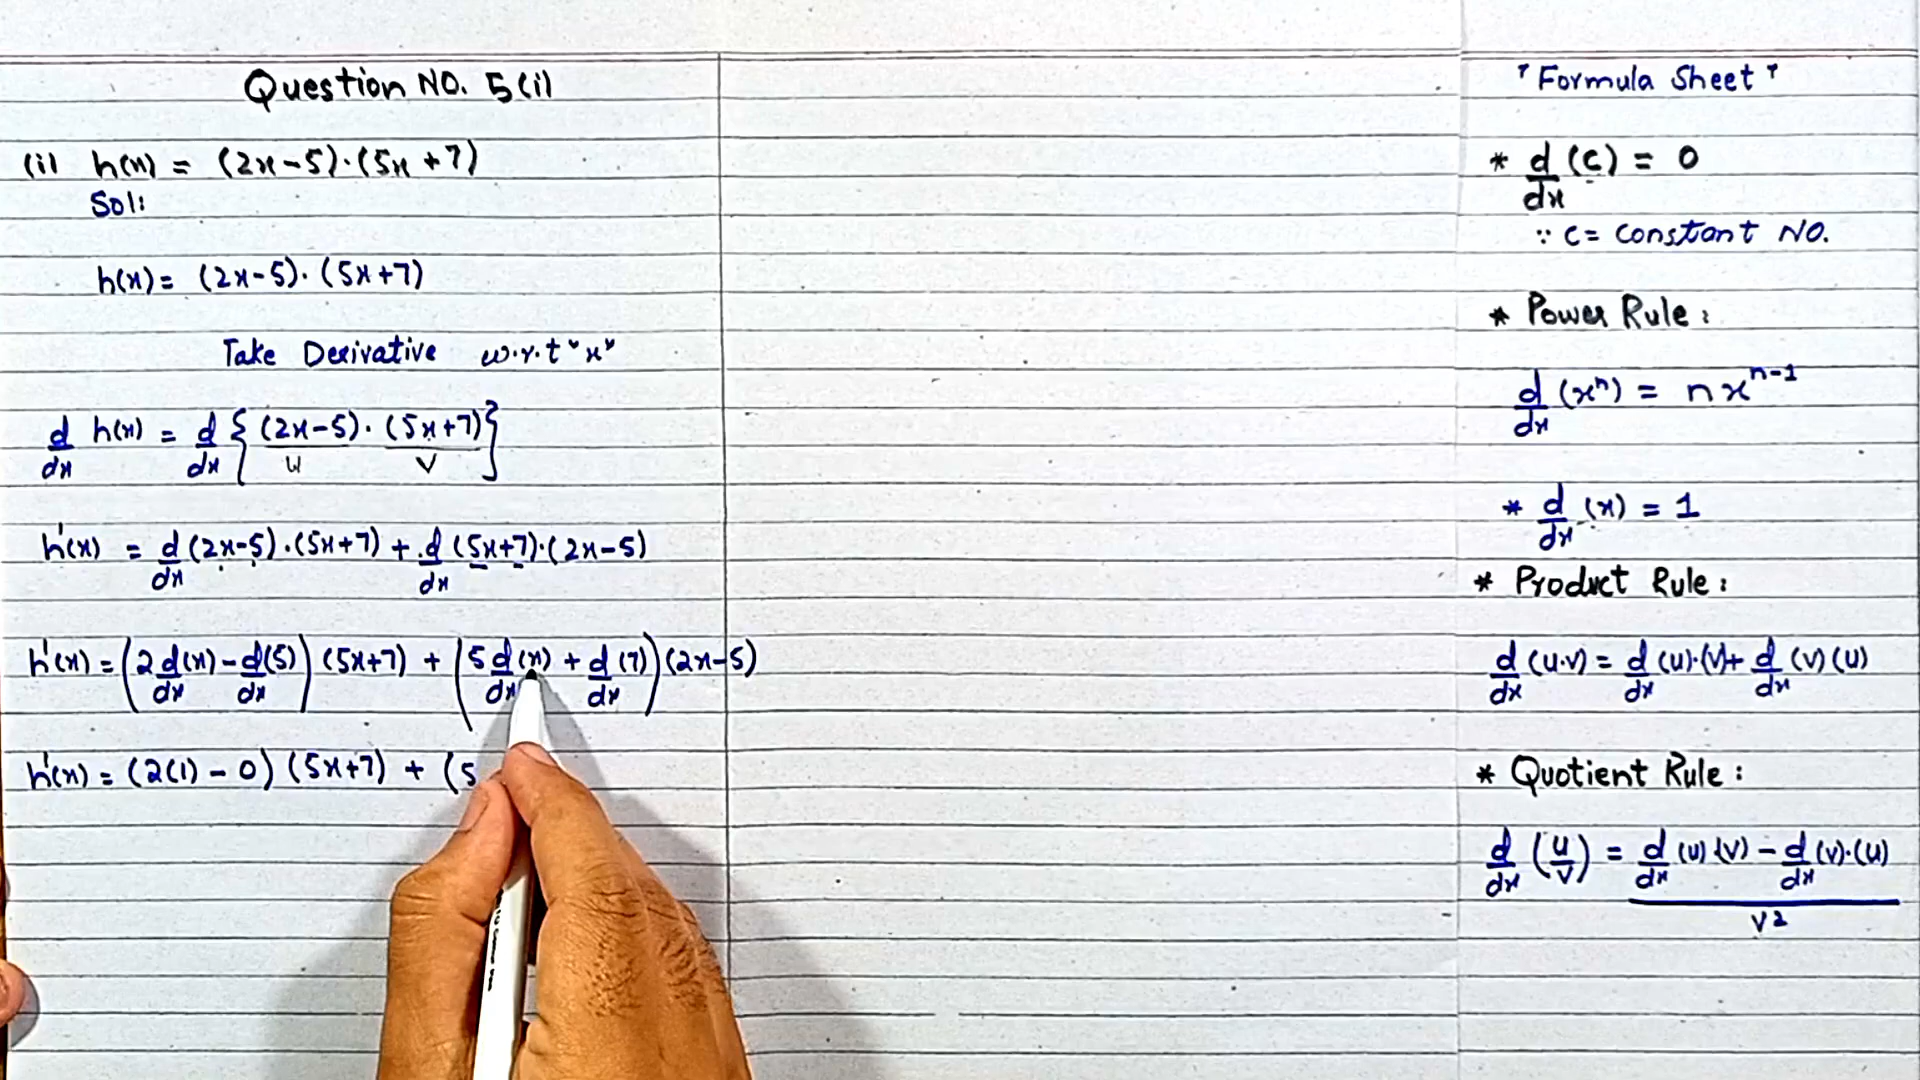 Question NO. 5(i)
(i) h(x) = (2x-5)·(5x+7)
Sol:
h(x) = (2x-5)·(5x+7)
Take Derivative w.r.t "x"
d/dx h(x) = d/dx {(2x-5)·(5x+7)}
u v
h'(x) = d/dx (2x-5)·(5x+7) + d/dx (5x+7)·(2x-5)
h'(x) = (2 d/dx (x) - d/dx (5)) (5x+7) + (5 d/dx (x) + d/dx (7)) (2x-5)
h'(x) = (2(1) - 0) (5x+7) + (5
"Formula Sheet"
* d/dx (c) = 0
∵ c = constant NO.
* Power Rule:
d/dx (xⁿ) = nxⁿ⁻¹
* d/dx (x) = 1
* Product Rule:
d/dx (u·v) = d/dx (u)·(v) + d/dx (v) (u)
* Quotient Rule:
d/dx (u/v) = d/dx (u)·(v) - d/dx (v)·(u)
v2